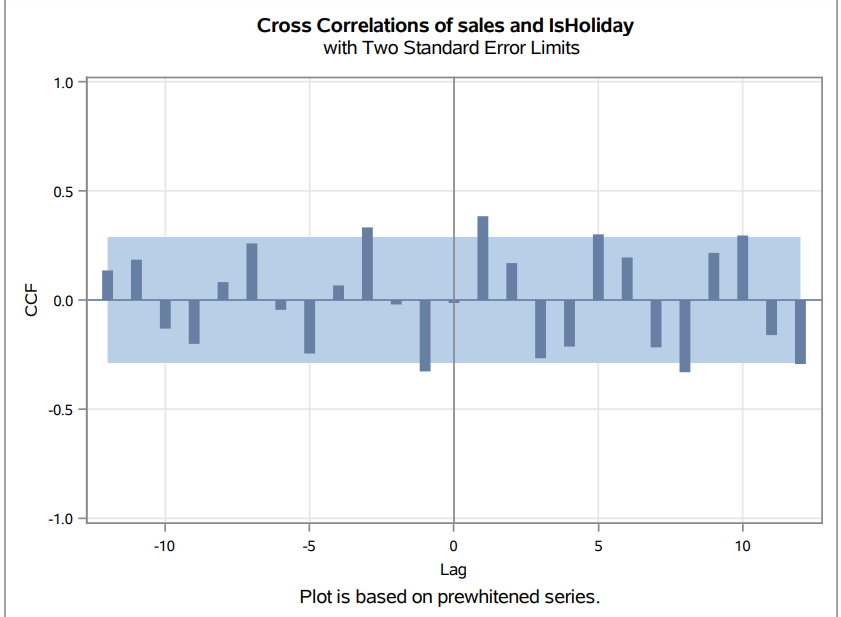 Cross Correlations of sales and IsHoliday
with Two Standard Error Limits
1.0
0.5
0.0
-0.5
-1.0
CCF
-10
-5
0
5
10
Lag
Plot is based on prewhitened series.